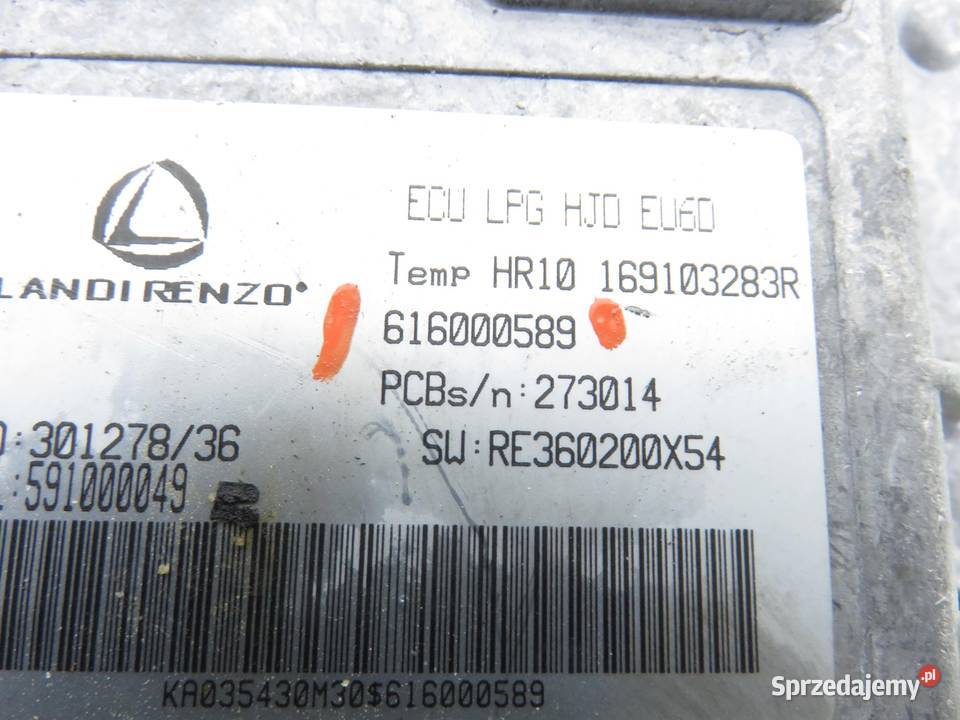 ECU LPG HJD EU6D
LANDIRENZO®
Temp HR10 169103283R
616000589
PCBs/n:273014
:301278/36
SW:RE360200X54
:591000049
KA035430M30$616000589
Sprzedajemy.pl